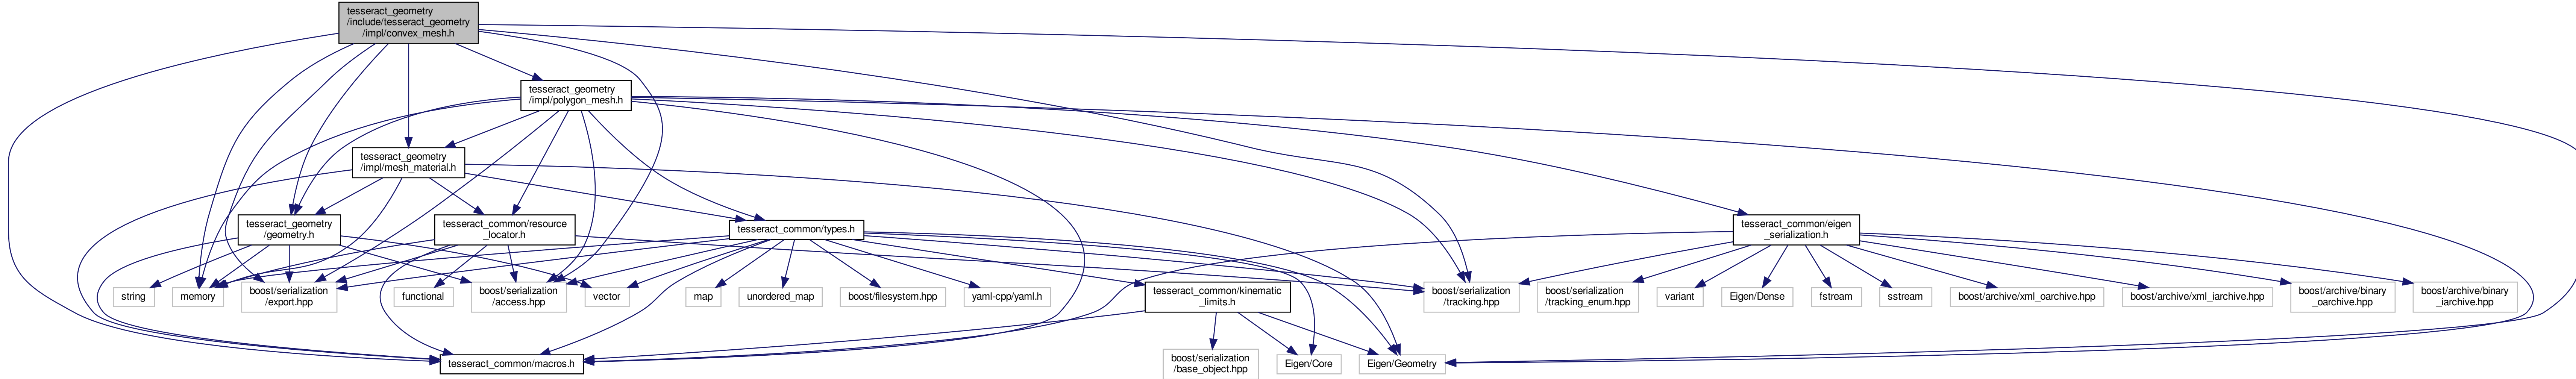 tesseract_geometry
/include/tesseract_geometry
/impl/convex_mesh.h
tesseract_geometry
/impl/polygon_mesh.h
tesseract_geometry
/impl/mesh_material.h
tesseract_geometry
/geometry.h
tesseract_common/resource
_locator.h
tesseract_common/types.h
tesseract_common/eigen
_serialization.h
string
memory
boost/serialization
/export.hpp
functional
boost/serialization
/access.hpp
vector
map
unordered_map
boost/filesystem.hpp
yaml-cpp/yaml.h
tesseract_common/kinematic
_limits.h
boost/serialization
/tracking.hpp
boost/serialization
/tracking_enum.hpp
variant
Eigen/Dense
fstream
sstream
boost/archive/xml_oarchive.hpp
boost/archive/xml_iarchive.hpp
boost/archive/binary
_oarchive.hpp
boost/archive/binary
_iarchive.hpp
tesseract_common/macros.h
boost/serialization
/base_object.hpp
Eigen/Core
Eigen/Geometry